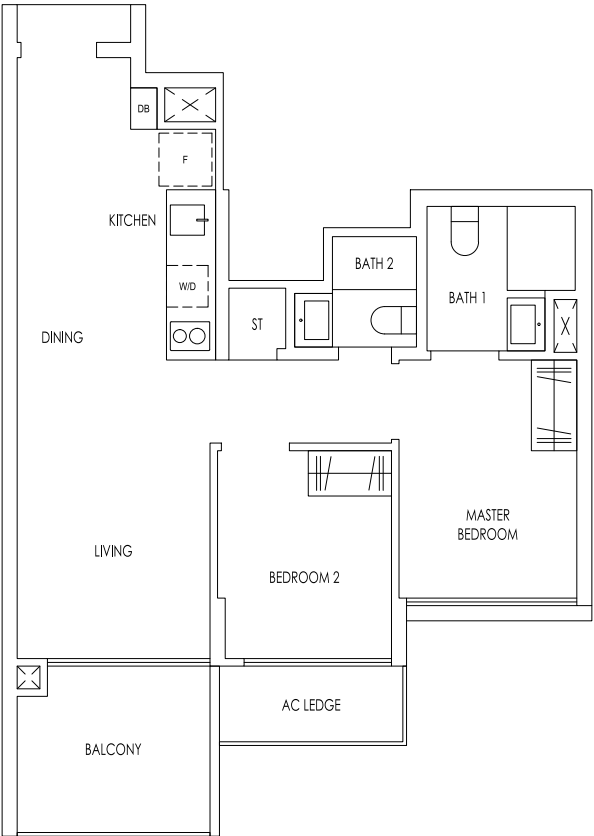 DB
F
KITCHEN
BATH 2
W/D
BATH 1
ST
DINING
MASTER
BEDROOM
LIVING
BEDROOM 2
AC LEDGE
BALCONY